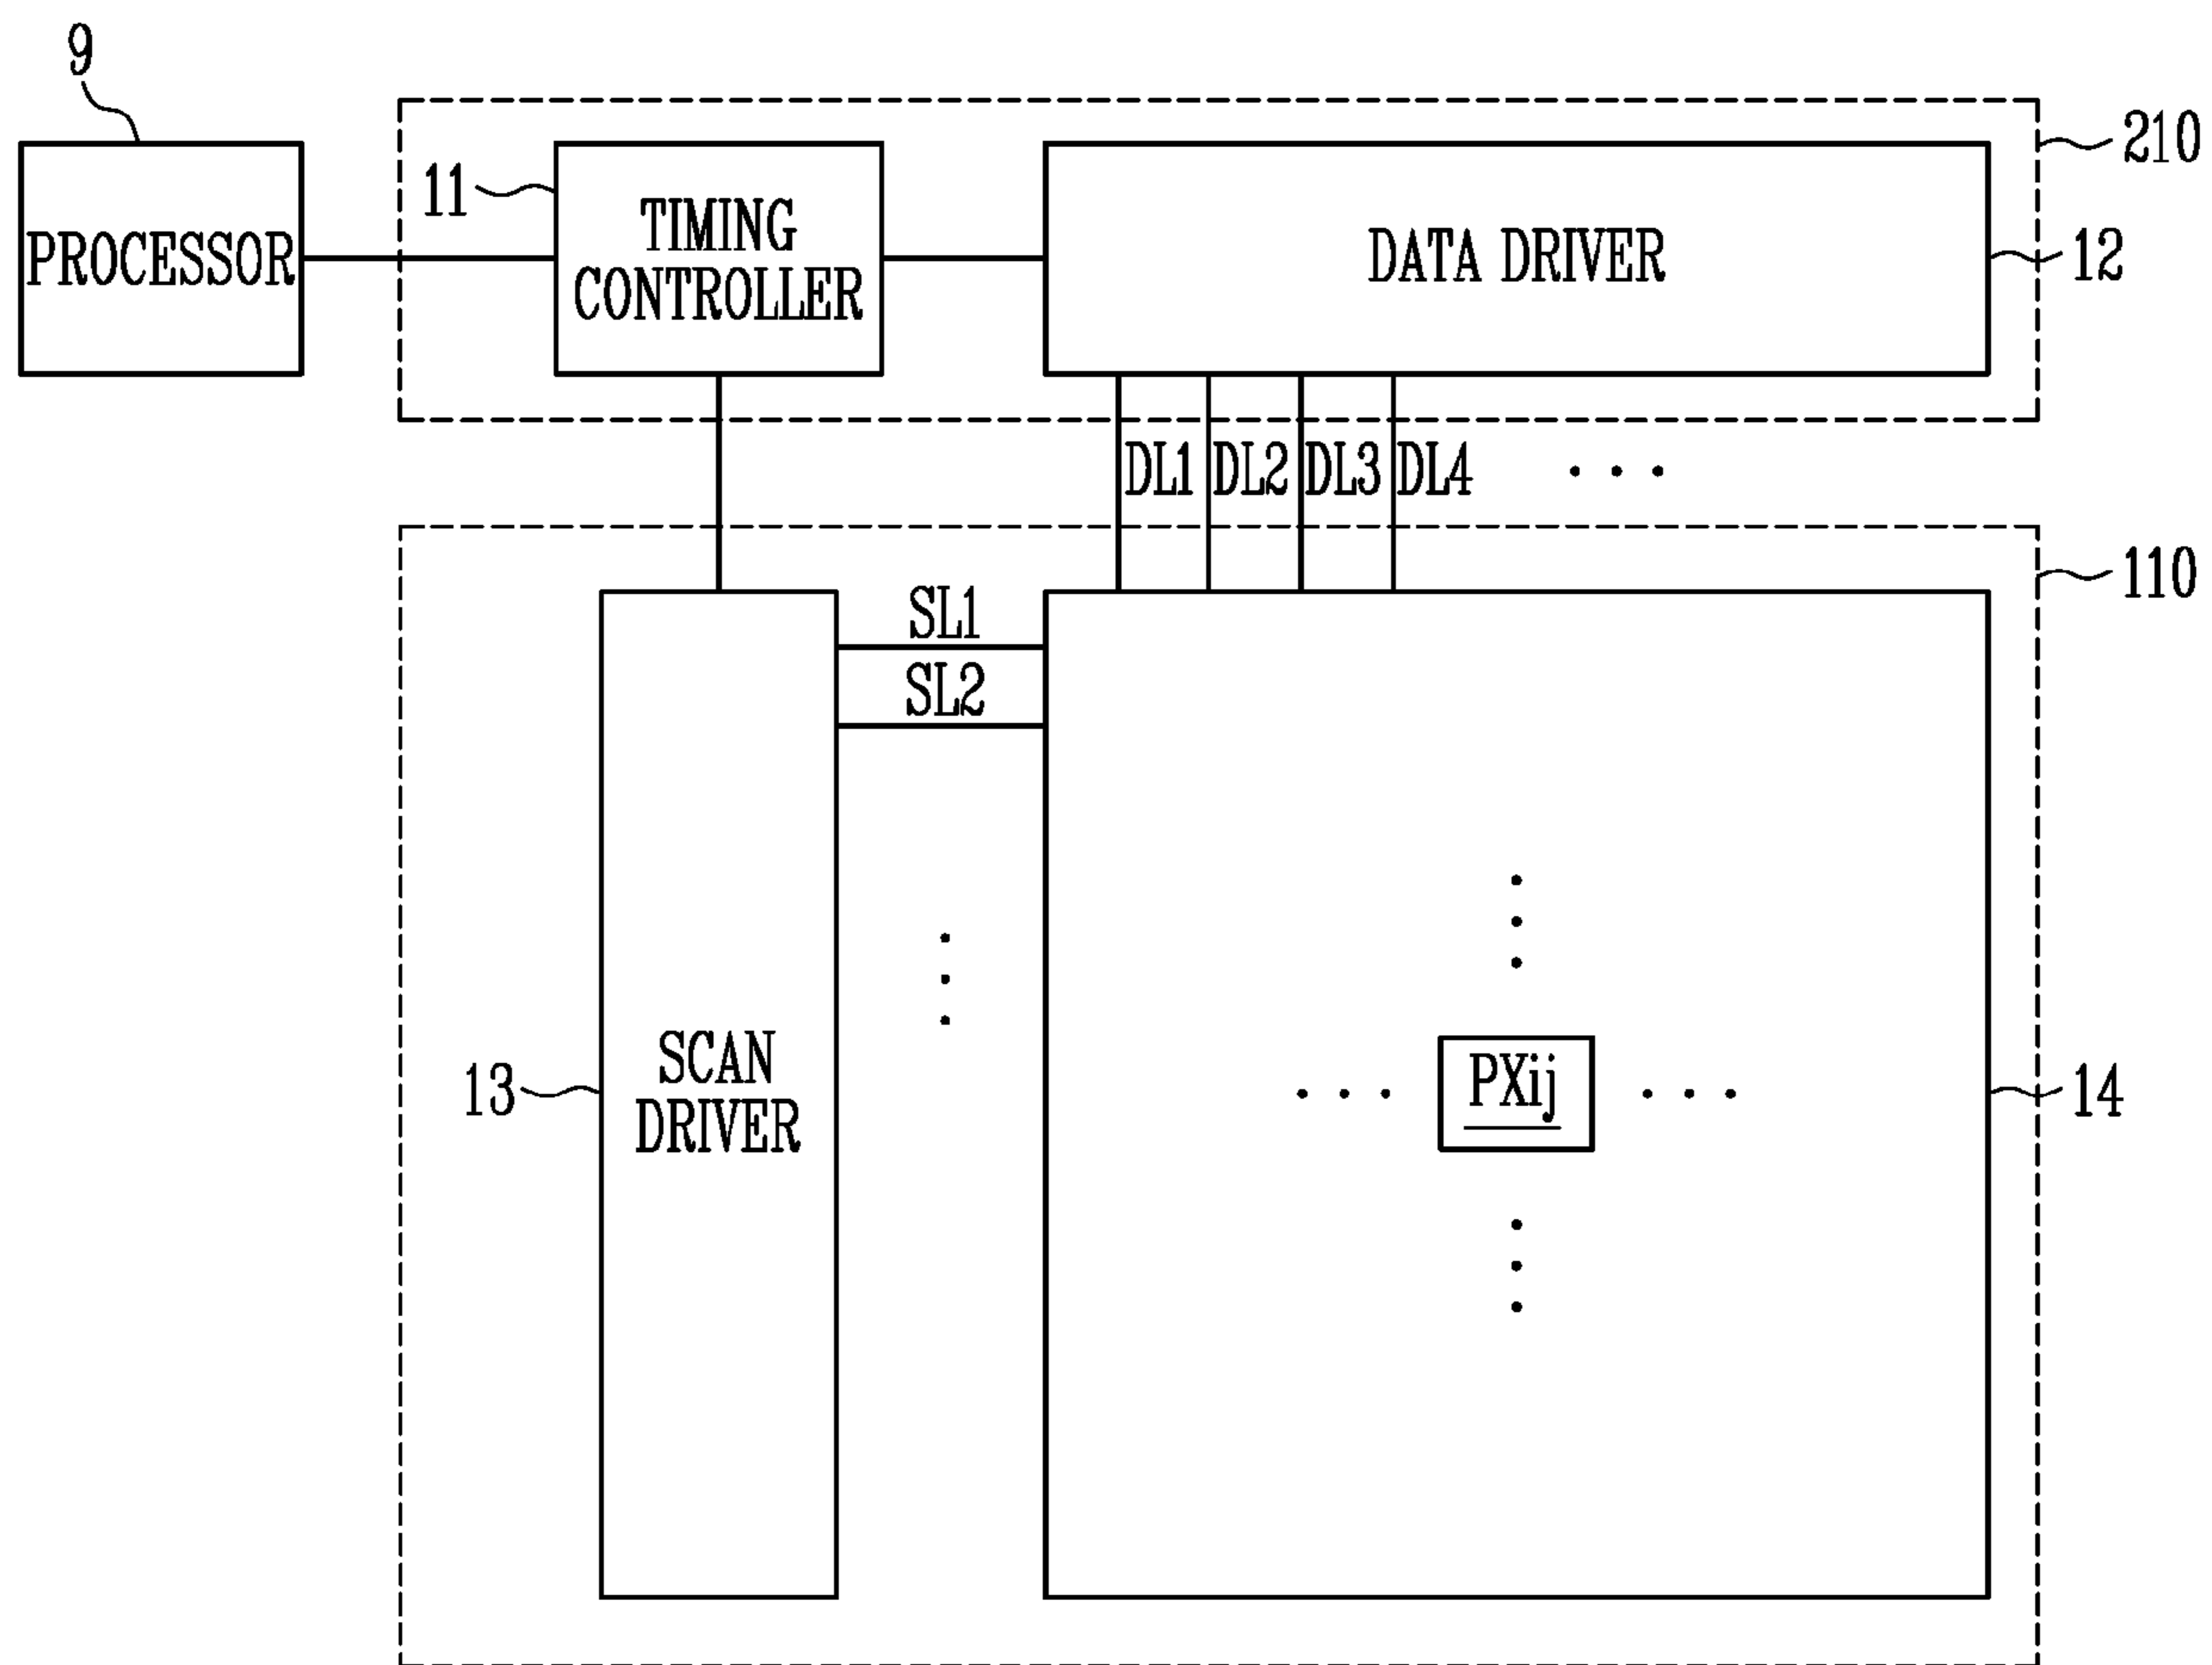 9
210
11
PROCESSOR
TIMING
CONTROLLER
DATA DRIVER
12
DL1 DL2 DL3 DL4 ...
110
SL1
SL2
13
SCAN
DRIVER
PXij
14